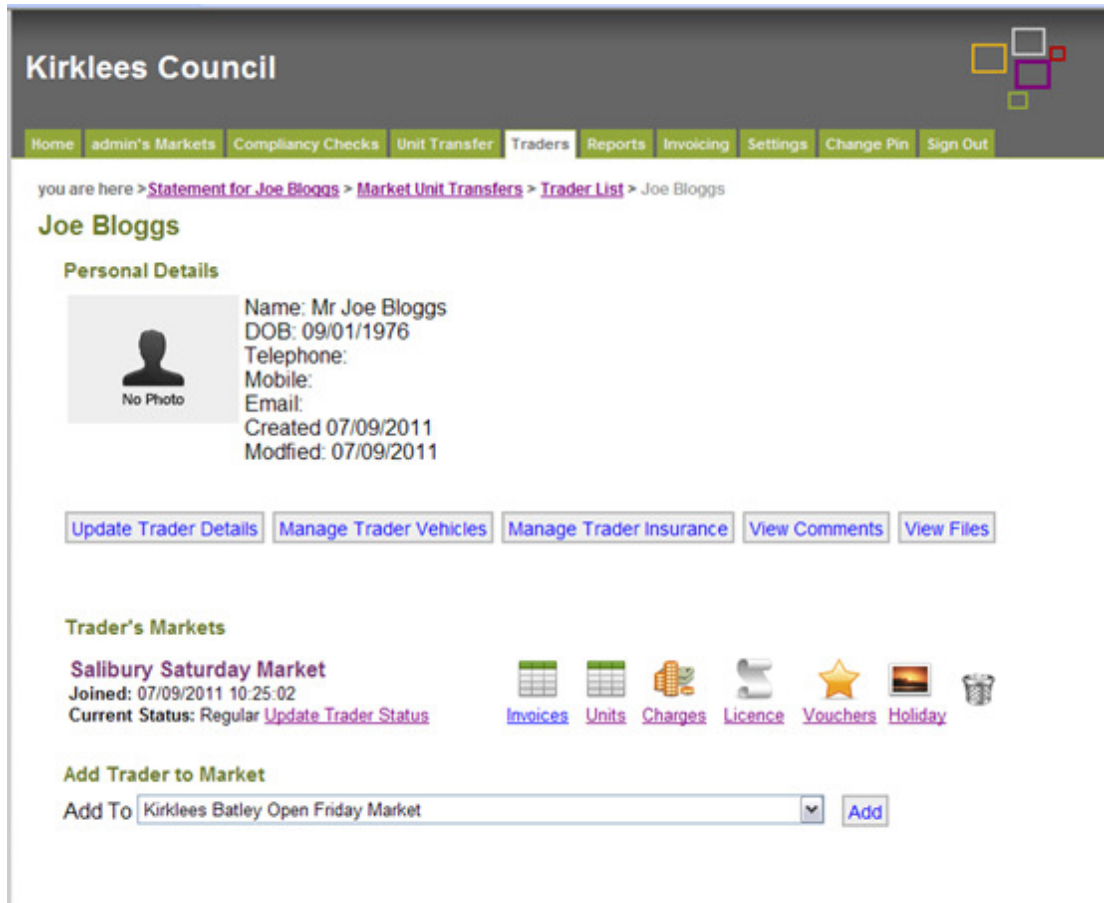 Kirklees Council
Home admin's Markets Compliancy Checks Unit Transfer Traders Reports Invoicing Settings Change Pin Sign Out
you are here > Statement for Joe Bloggs > Market Unit Transfers > Trader List > Joe Bloggs
Joe Bloggs
Personal Details
No Photo
Name: Mr Joe Bloggs
DOB: 09/01/1976
Telephone:
Mobile:
Email:
Created 07/09/2011
Modfied: 07/09/2011
Update Trader Details Manage Trader Vehicles Manage Trader Insurance View Comments View Files
Trader's Markets
Salibury Saturday Market
Joined: 07/09/2011 10:25:02
Current Status: Regular Update Trader Status
Invoices Units Charges Licence Vouchers Holiday
Add Trader to Market
Add To Kirklees Batley Open Friday Market Add